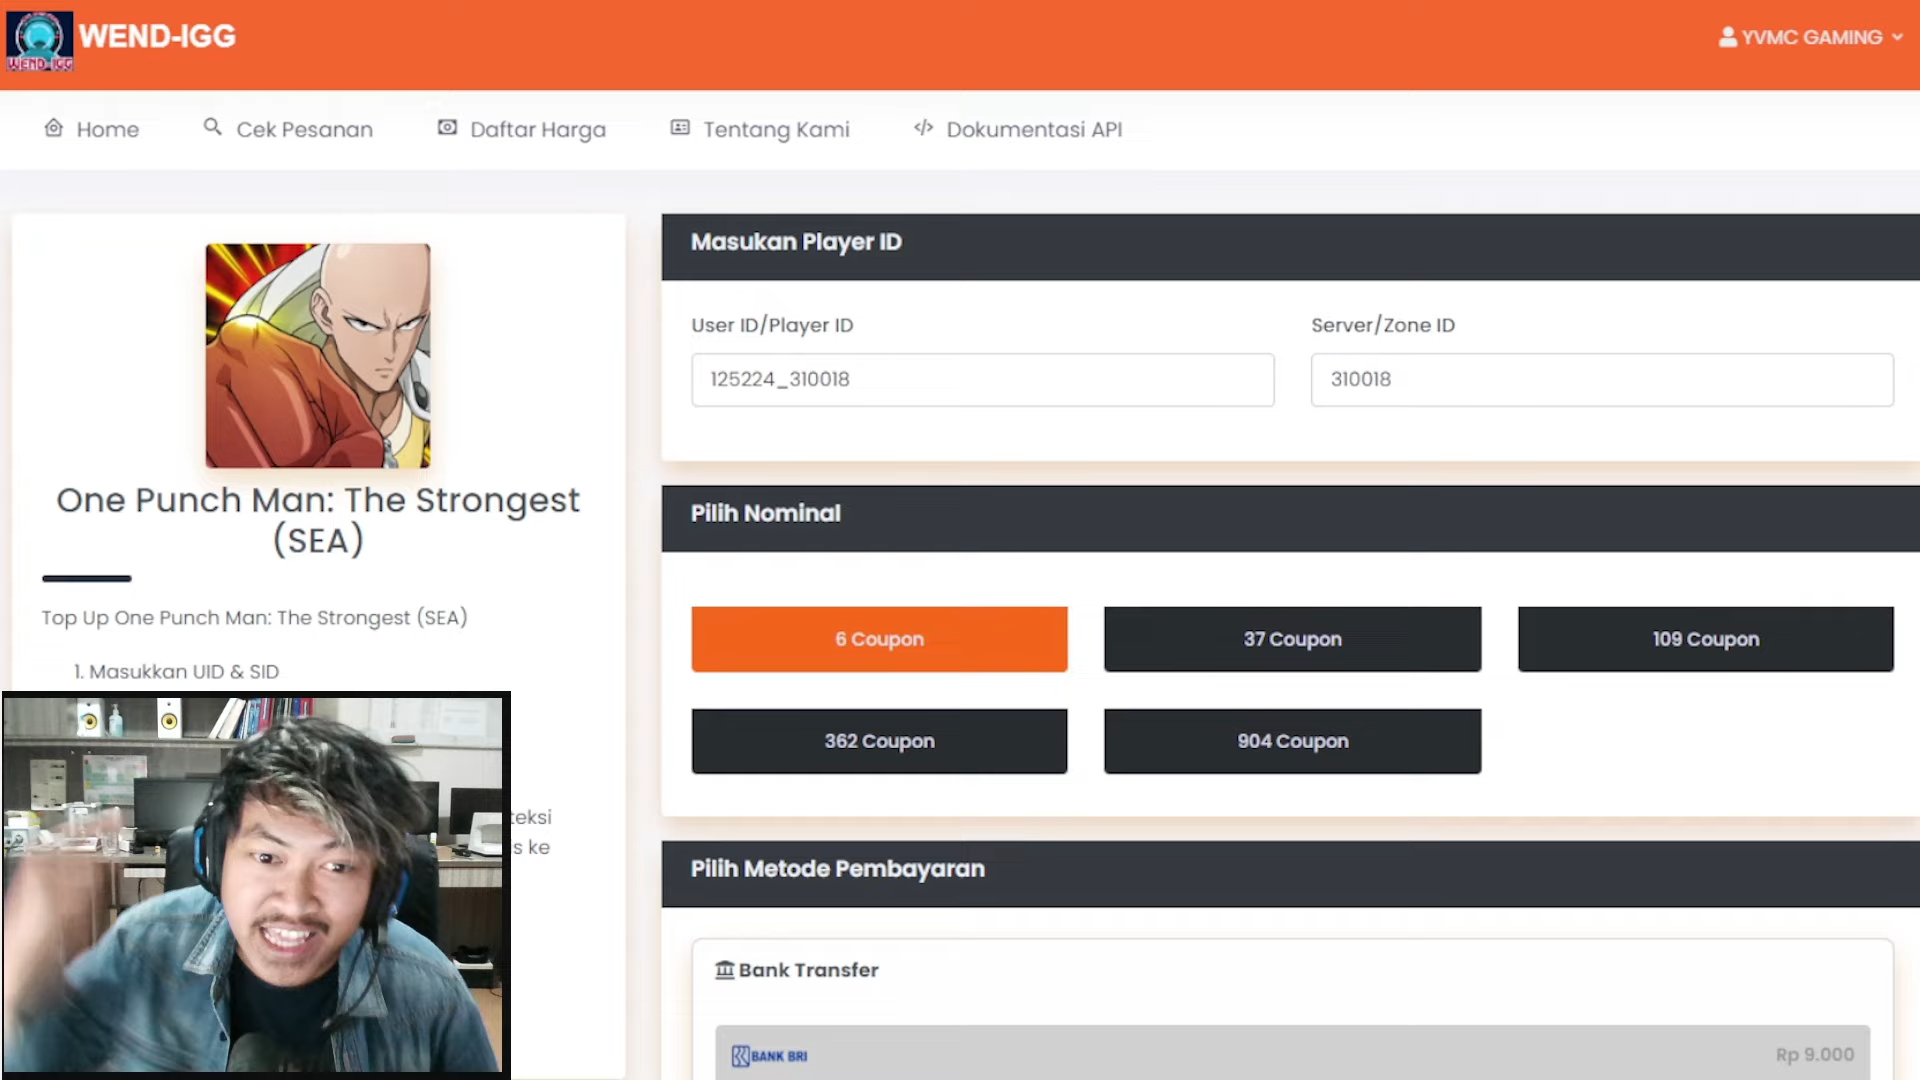 WEND-IGG
WEND-IGG
YVMC GAMING
Home
Cek Pesanan
Daftar Harga
Tentang Kami
Dokumentasi API
One Punch Man: The Strongest
(SEA)
Top Up One Punch Man: The Strongest (SEA)
1. Masukkan UID & SID
teksi
s ke
Masukan Player ID
User ID/Player ID
Server/Zone ID
125224_310018
310018
Pilih Nominal
6 Coupon
37 Coupon
109 Coupon
362 Coupon
904 Coupon
Pilih Metode Pembayaran
Bank Transfer
BANK BRI
Rp 9.000